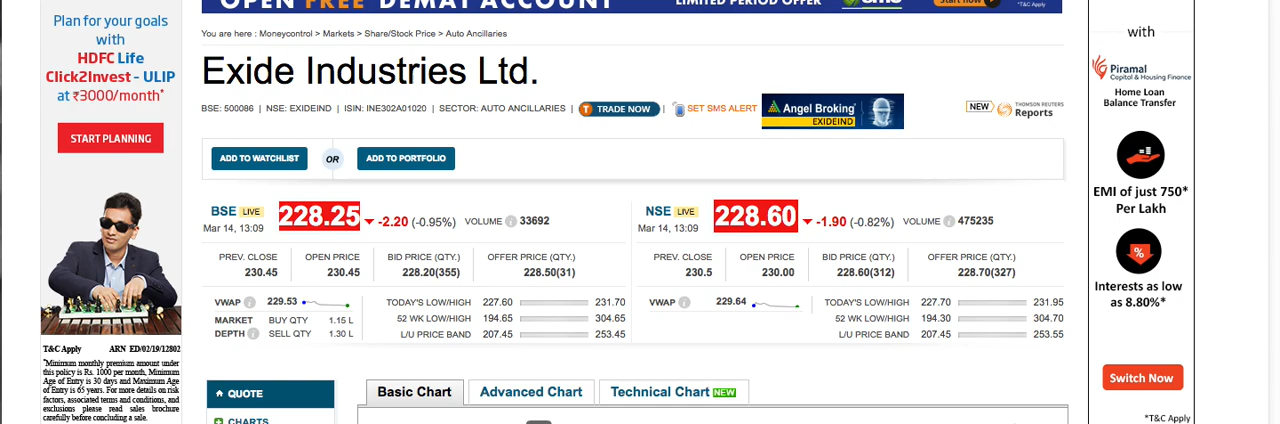 OPEN FREE DEMAT ACCOUNT
LIMITED PERIOD OFFER
*T&C Apply
Plan for your goals
with
HDFC Life
Click2Invest - ULIP
at ₹3000/month*
START PLANNING
T&C Apply ARN ED/02/19/12802
*Minimum monthly premium amount under
this policy is Rs. 1000 per month, Minimum
Age of Entry is 30 days and Maximum Age
of Entry is 65 years. For more details on risk
factors, associated terms and conditions, and
exclusions please read sales brochure
carefully before concluding a sale.
You are here : Moneycontrol > Markets > Share/Stock Price > Auto Ancillaries
Exide Industries Ltd.
BSE: 500086 | NSE: EXIDEIND | ISIN: INE302A01020 | SECTOR: AUTO ANCILLARIES | T TRADE NOW | SET SMS ALERT
Angel Broking
EXIDEIND
NEW THOMSON REUTERS
Reports
ADD TO WATCHLIST OR ADD TO PORTFOLIO
BSE LIVE 228.25 -2.20 (-0.95%) VOLUME i 33692
Mar 14, 13:09
PREV. CLOSE OPEN PRICE BID PRICE (QTY.) OFFER PRICE (QTY.)
230.45 230.45 228.20(355) 228.50(31)
VWAP i 229.53 TODAY'S LOW/HIGH 227.60 231.70
MARKET BUY QTY 1.15 L 52 WK LOW/HIGH 194.65 304.65
DEPTH i SELL QTY 1.30 L L/U PRICE BAND 207.45 253.45
NSE LIVE 228.60 -1.90 (-0.82%) VOLUME i 475235
Mar 14, 13:09
PREV. CLOSE OPEN PRICE BID PRICE (QTY.) OFFER PRICE (QTY.)
230.5 230.00 228.60(312) 228.70(327)
VWAP i 229.64 TODAY'S LOW/HIGH 227.70 231.95
52 WK LOW/HIGH 194.30 304.70
L/U PRICE BAND 207.45 253.55
QUOTE
CHARTS
Basic Chart Advanced Chart Technical Chart NEW
with
Piramal
Capital & Housing Finance
Home Loan
Balance Transfer
EMI of just 750*
Per Lakh
%
Interests as low
as 8.80%*
Switch Now
*T&C Apply